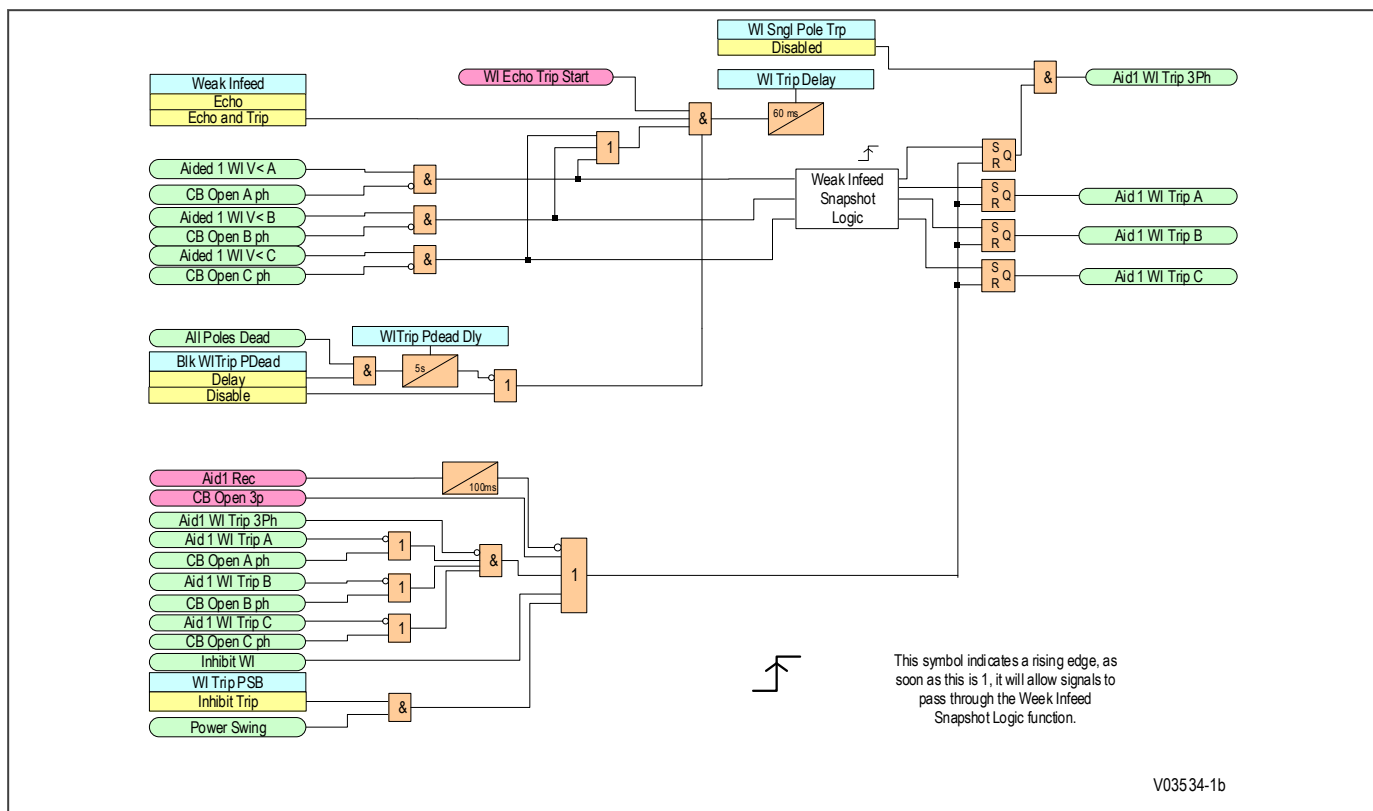 WI Sngl Pole Trp
Disabled
WI Echo Trip Start
WI Trip Delay
&
Aid1 WI Trip 3Ph
Weak Infeed
Echo
Echo and Trip
&
60 ms
1
S
R
Q
Aided 1 WI V< A
&
CB Open A ph
Weak Infeed
Snapshot
Logic
S
R
Q
Aid 1 WI Trip A
Aided 1 WI V< B
&
CB Open B ph
S
R
Q
Aid 1 WI Trip B
Aided 1 WI V< C
&
CB Open C ph
S
R
Q
Aid 1 WI Trip C
All Poles Dead
WITrip Pdead Dly
Blk WITrip PDead
&
5s
Delay
1
Disable
Aid1 Rec
100ms
CB Open 3p
Aid1 WI Trip 3Ph
Aid 1 WI Trip A
1
CB Open A ph
&
Aid 1 WI Trip B
1
1
CB Open B ph
Aid 1 WI Trip C
1
CB Open C ph
Inhibit WI
WI Trip PSB
Inhibit Trip
&
Power Swing
This symbol indicates a rising edge, as
soon as this is 1, it will allow signals to
pass through the Week Infeed
Snapshot Logic function.
V03534-1b